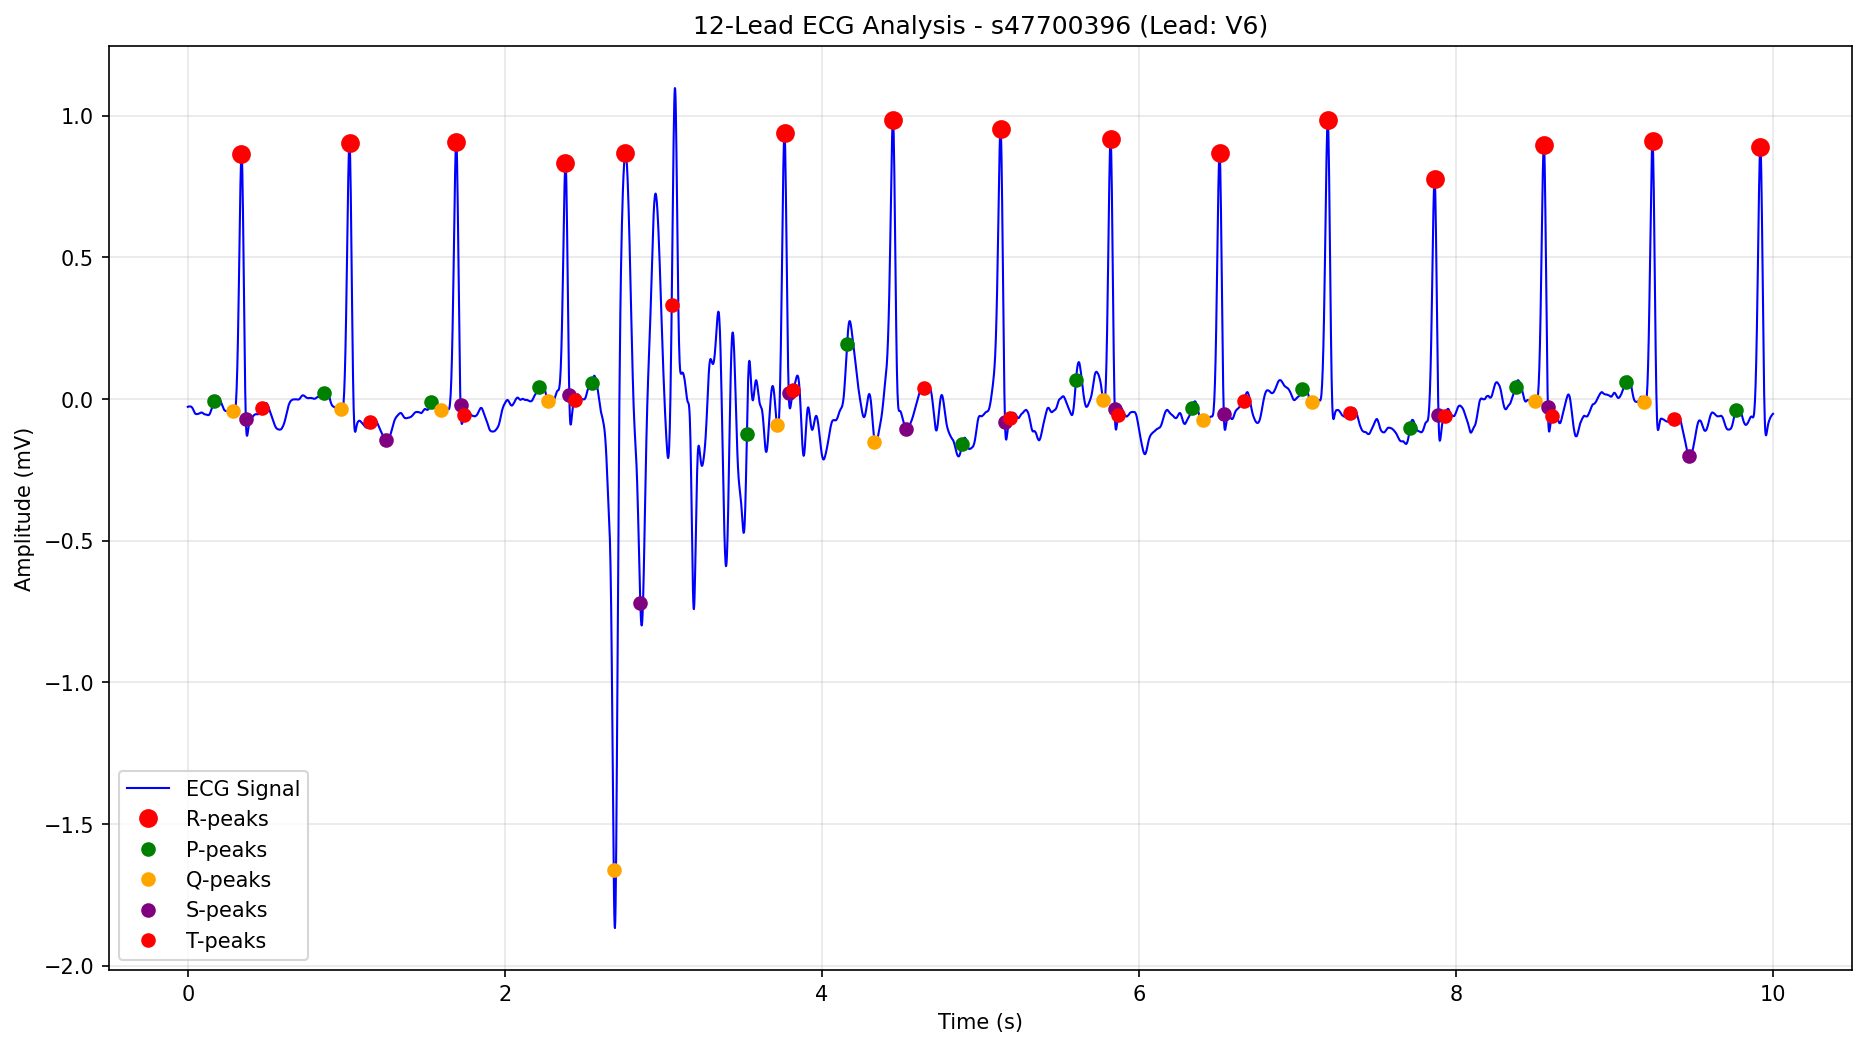 12-Lead ECG Analysis - s47700396 (Lead: V6)
1.0
0.5
0.0
−0.5
−1.0
−1.5
−2.0
Amplitude (mV)
ECG Signal
R-peaks
P-peaks
Q-peaks
S-peaks
T-peaks
0 2 4 6 8 10
Time (s)